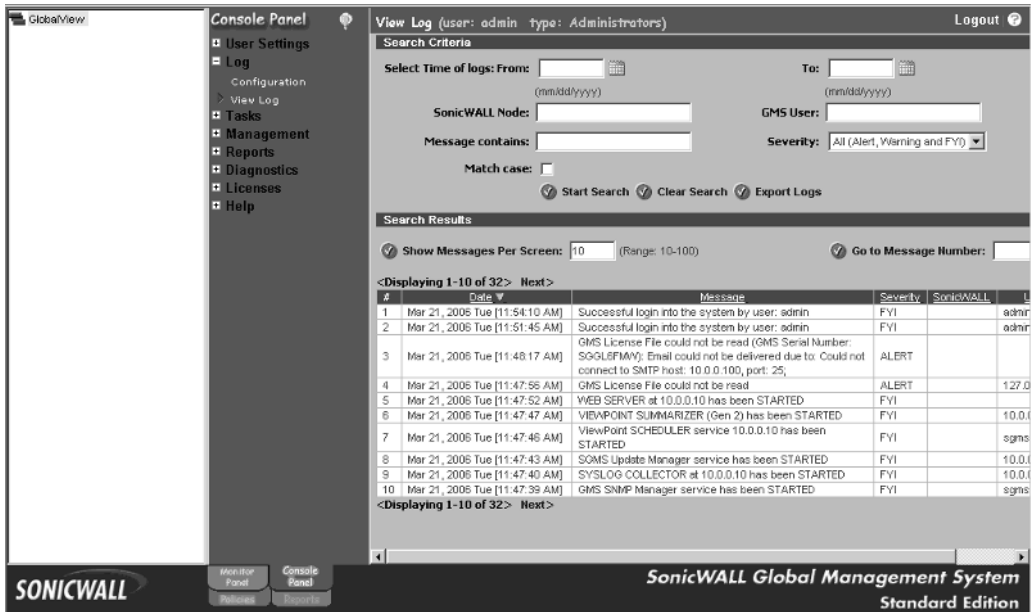 GlobalView
Console Panel
User Settings
Log
Configuration
View Log
Tasks
Management
Reports
Diagnostics
Licenses
Help
View Log (user: admin type: Administrators)
Logout
Search Criteria
Select Time of logs: From:
To:
(mm/dd/yyyy)
(mm/dd/yyyy)
SonicWALL Node:
GMS User:
Message contains:
Severity: All (Alert, Warning and FYI)
Match case:
Start Search Clear Search Export Logs
Search Results
Show Messages Per Screen: 10 (Range: 10-100)
Go to Message Number:
<Displaying 1-10 of 32> Next>
# Date Message Severity SonicWALL
1 Mar 21, 2006 Tue [11:54:10 AM] Successful login into the system by user: admin FYI admin
2 Mar 21, 2006 Tue [11:51:45 AM] Successful login into the system by user: admin FYI admin
3 Mar 21, 2006 Tue [11:48:17 AM] GMS License File could not be read (GMS Serial Number:
SGGL6FMW): Email could not be delivered due to: Could not
connect to SMTP host: 10.0.0.100, port: 25; ALERT
4 Mar 21, 2006 Tue [11:47:56 AM] GMS License File could not be read ALERT 127.0
5 Mar 21, 2006 Tue [11:47:52 AM] WEB SERVER at 10.0.0.10 has been STARTED FYI
6 Mar 21, 2006 Tue [11:47:47 AM] VIEWPOINT SUMMARIZER (Gen 2) has been STARTED FYI 10.0.0
7 Mar 21, 2006 Tue [11:47:46 AM] ViewPoint SCHEDULER service 10.0.0.10 has been
STARTED FYI sgms
8 Mar 21, 2006 Tue [11:47:43 AM] SGMS Update Manager service has been STARTED FYI 10.0.0
9 Mar 21, 2006 Tue [11:47:40 AM] SYSLOG COLLECTOR at 10.0.0.10 has been STARTED FYI 10.0.0
10 Mar 21, 2006 Tue [11:47:39 AM] GMS SNMP Manager service has been STARTED FYI sgms
<Displaying 1-10 of 32> Next>
SONICWALL
Monitor Panel
Console Panel
Policies
Reports
SonicWALL Global Management System
Standard Edition